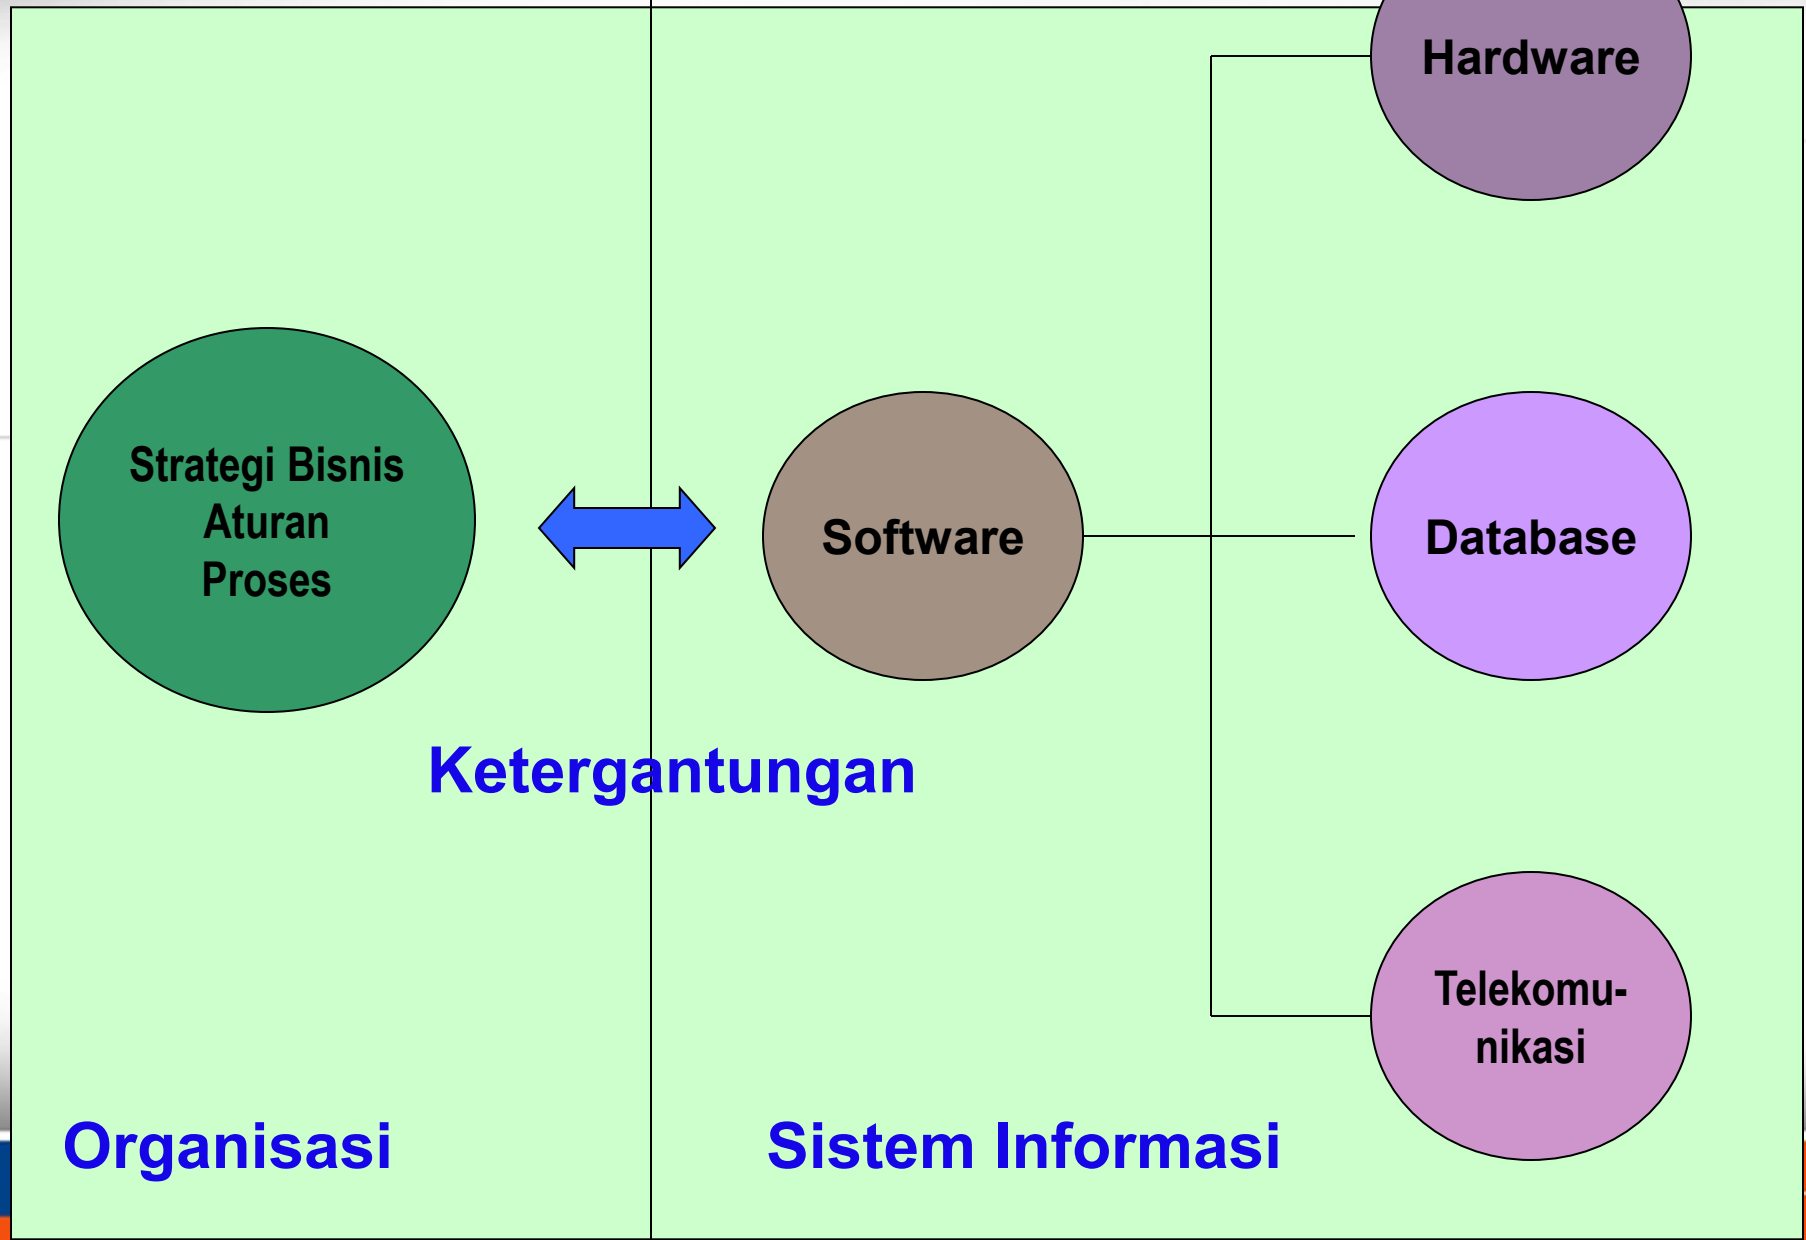 Hardware
Strategi Bisnis
Aturan
Proses
Software
Database
Ketergantungan
Telekomu-
nikasi
Organisasi
Sistem Informasi